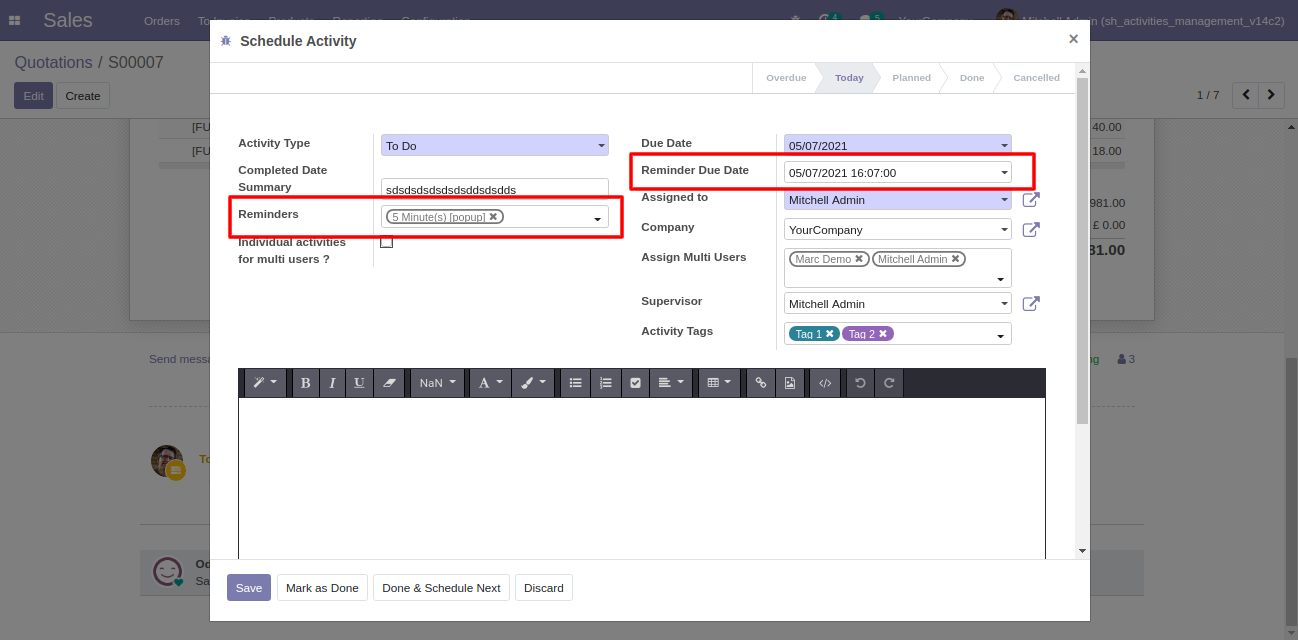 Sales
Orders
To Invoice
Products
Reporting
Configuration
4
5
YourCompany
Mitchell Admin (sh_activities_management_v14c2)
Quotations / S00007
Edit
Create
1 / 7
Schedule Activity
×
Overdue
Today
Planned
Done
Cancelled
[FU
40.00
[FU
18.00
981.00
£ 0.00
31.00
Activity Type
To Do
Completed Date
Summary
sdsdsdsdsdsdsddsdsdds
Reminders
5 Minute(s) [popup] ✖
Individual activities
for multi users ?
Due Date
05/07/2021
Reminder Due Date
05/07/2021 16:07:00
Assigned to
Mitchell Admin
Company
YourCompany
Assign Multi Users
Marc Demo ✖ Mitchell Admin ✖
Supervisor
Mitchell Admin
Activity Tags
Tag 1 ✖ Tag 2 ✖
Send messa
ng
3
B
I
U
NaN
A
</>
To
Od
Sa
Save
Mark as Done
Done & Schedule Next
Discard